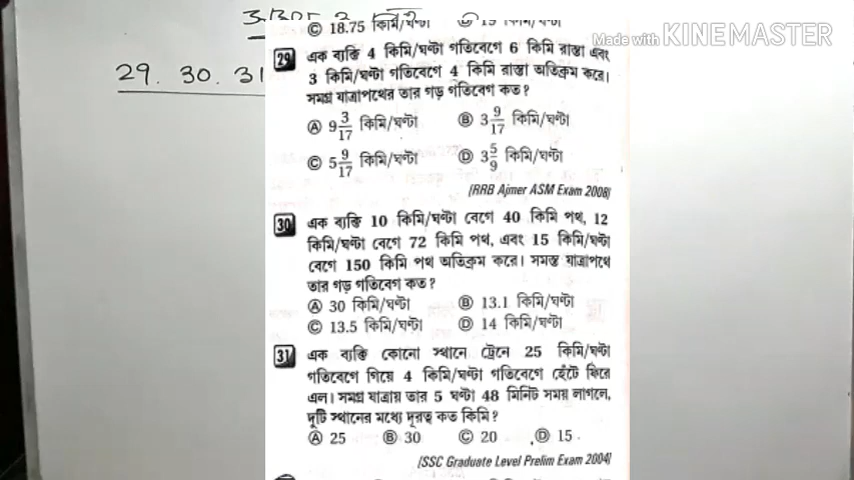 Made with KINEMASTER
29. 30. 31
Ⓒ 18.75 কিমি/ঘণ্টা
29 এক ব্যক্তি 4 কিমি/ঘণ্টা গতিবেগে 6 কিমি রাস্তা এবং
3 কিমি/ঘণ্টা গতিবেগে 4 কিমি রাস্তা অতিক্রম করে।
সমগ্র যাত্রাপথের তার গড় গতিবেগ কত?
Ⓐ 9 3/17 কিমি/ঘণ্টা Ⓑ 3 9/17 কিমি/ঘণ্টা
Ⓒ 5 9/17 কিমি/ঘণ্টা Ⓓ 3 5/9 কিমি/ঘণ্টা
[RRB Ajmer ASM Exam 2008]
30 এক ব্যক্তি 10 কিমি/ঘণ্টা বেগে 40 কিমি পথ, 12
কিমি/ঘণ্টা বেগে 72 কিমি পথ, এবং 15 কিমি/ঘণ্টা
বেগে 150 কিমি পথ অতিক্রম করে। সমস্ত যাত্রাপথে
তার গড় গতিবেগ কত?
Ⓐ 30 কিমি/ঘণ্টা Ⓑ 13.1 কিমি/ঘণ্টা
Ⓒ 13.5 কিমি/ঘণ্টা Ⓓ 14 কিমি/ঘণ্টা
31 এক ব্যক্তি কোনো স্থানে ট্রেনে 25 কিমি/ঘণ্টা
গতিবেগে গিয়ে 4 কিমি/ঘণ্টা গতিবেগে হেঁটে ফিরে
এল। সমগ্র যাত্রায় তার 5 ঘণ্টা 48 মিনিট সময় লাগলে,
দুটি স্থানের মধ্যে দূরত্ব কত কিমি?
Ⓐ 25 Ⓑ 30 Ⓒ 20 Ⓓ 15
[SSC Graduate Level Prelim Exam 2004]